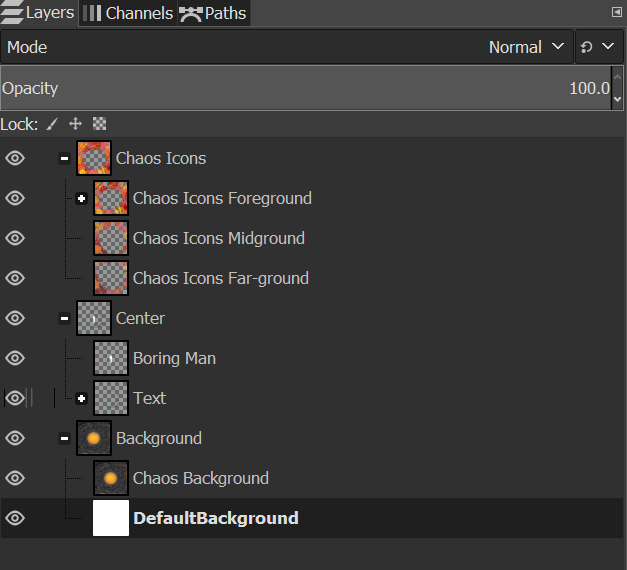 Layers Channels Paths
Mode Normal
Opacity 100.0
Lock:
Chaos Icons
Chaos Icons Foreground
Chaos Icons Midground
Chaos Icons Far-ground
Center
Boring Man
Text
Background
Chaos Background
DefaultBackground